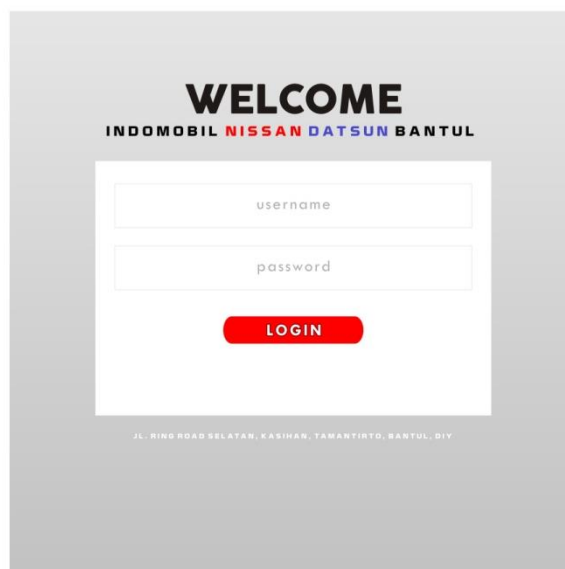 WELCOME
INDOMOBIL NISSAN DATSUN BANTUL
username
password
LOGIN
JL. RING ROAD SELATAN, KASIHAN, TAMANTIRTO, BANTUL, DIY